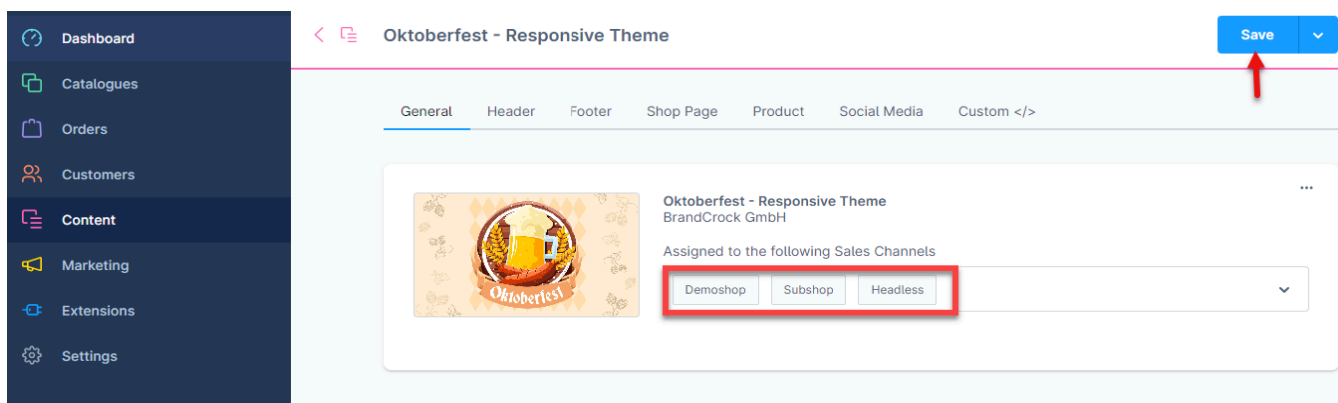 Dashboard
Catalogues
Orders
Customers
Content
Marketing
Extensions
Settings
Oktoberfest - Responsive Theme
Save
General Header Footer Shop Page Product Social Media Custom </>
Oktoberfest
Oktoberfest - Responsive Theme
BrandCrock GmbH
Assigned to the following Sales Channels
Demoshop Subshop Headless